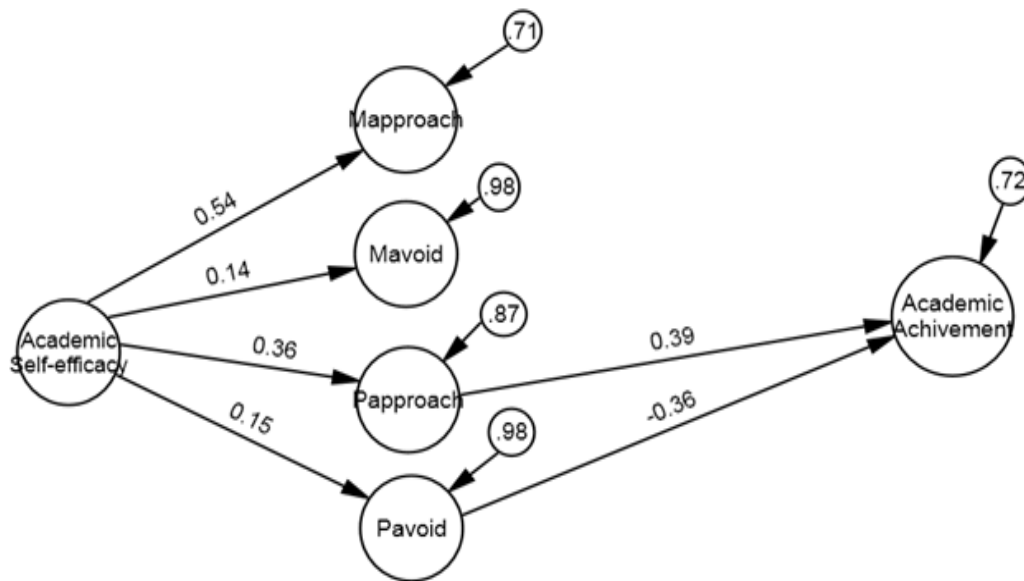 .71
Mapproach
0.54
.98
Mavoid
0.14
.72
Academic
Achivement
Academic
Self-efficacy
0.36
.87
Papproach
0.39
0.15
.98
-0.36
Pavoid